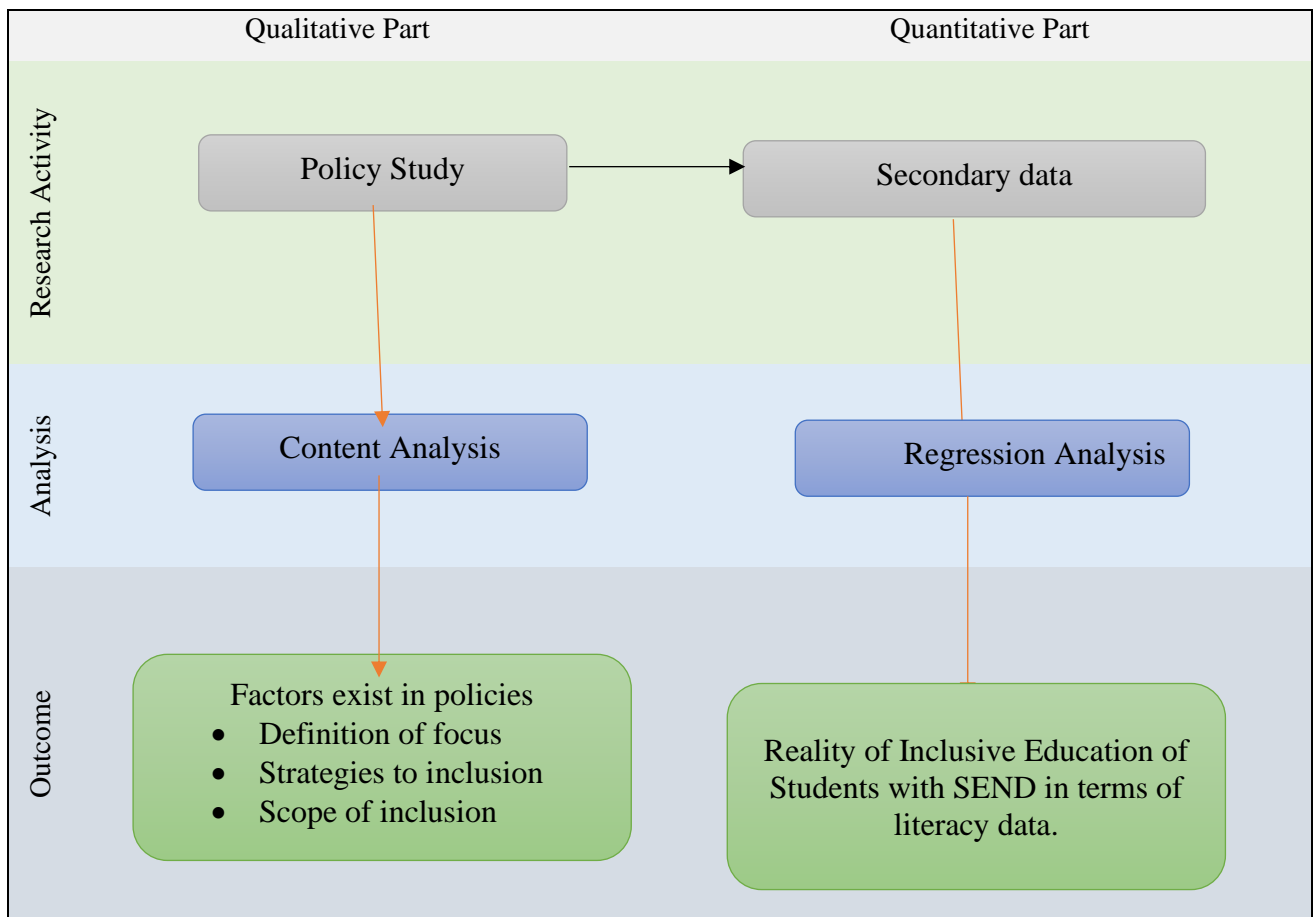 Qualitative Part
Quantitative Part
Research Activity
Policy Study
Secondary data
Analysis
Content Analysis
Regression Analysis
Outcome
Factors exist in policies
• Definition of focus
• Strategies to inclusion
• Scope of inclusion
Reality of Inclusive Education of
Students with SEND in terms of
literacy data.